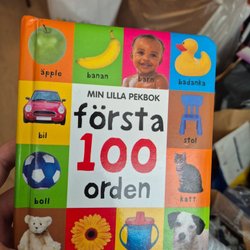 äpple banan barn badanka
MIN LILLA PEKBOK
första
bil
stol
100
orden
boll
katt